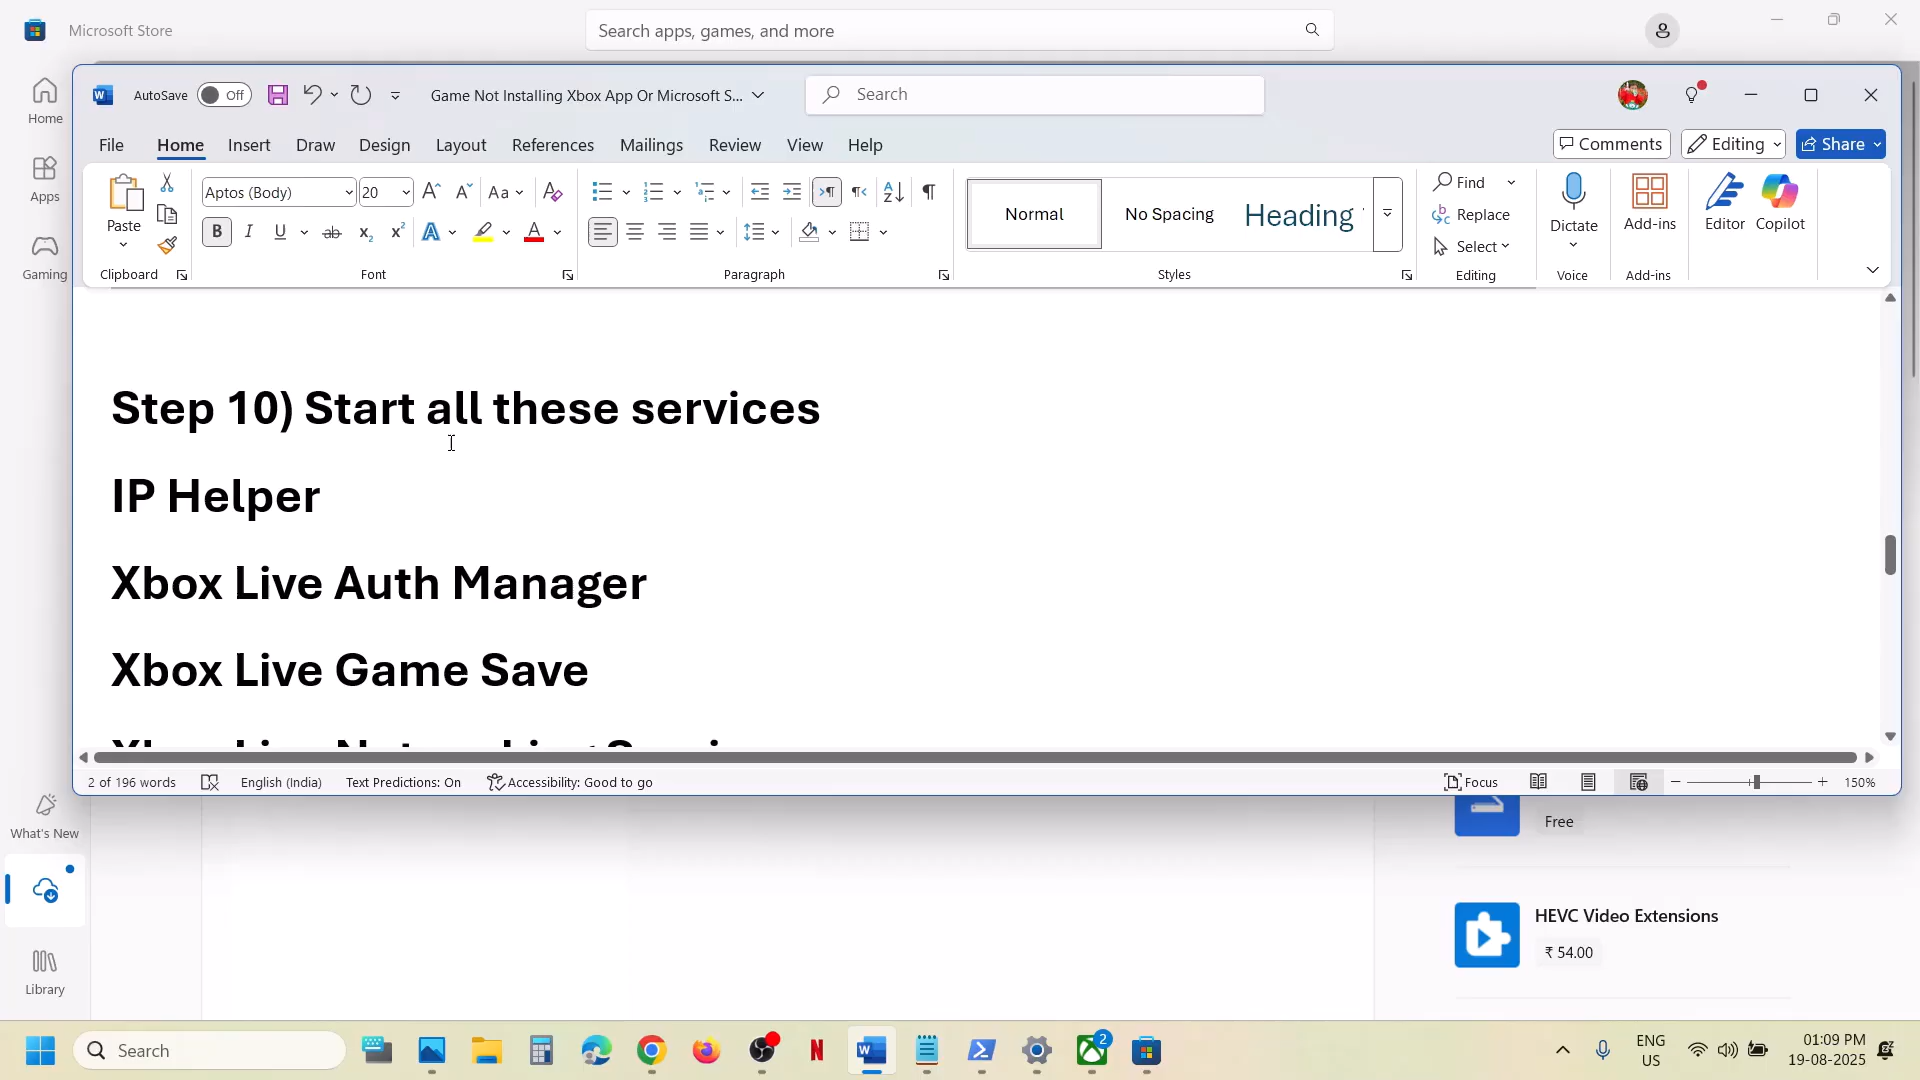 Microsoft Store
Search apps, games, and more
AutoSave Off
Game Not Installing Xbox App Or Microsoft S...
Search
File Home Insert Draw Design Layout References Mailings Review View Help
Comments Editing Share
Paste
Clipboard
Aptos (Body) 20
Font
Paragraph
Normal
No Spacing
Heading
Styles
Find
Replace
Select
Editing
Dictate
Voice
Add-ins
Add-ins
Editor
Copilot
Home
Apps
Gaming
Step 10) Start all these services
IP Helper
Xbox Live Auth Manager
Xbox Live Game Save
2 of 196 words English (India) Text Predictions: On Accessibility: Good to go Focus 150%
What's New
Library
Free
HEVC Video Extensions
₹ 54.00
Search
2
ENG
US
01:09 PM
19-08-2025